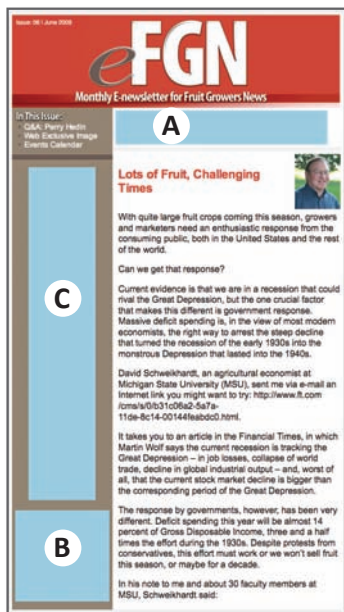 Issue 36 | June 2009
eFGN
Monthly E-newsletter for Fruit Growers News
In This Issue:
Q&A: Perry Hedin
Web Exclusive Image
Events Calendar
A
Lots of Fruit, Challenging
Times
With quite large fruit crops coming this season, growers
and marketers need an enthusiastic response from the
consuming public, both in the United States and the rest
of the world.
Can we get that response?
C
Current evidence is that we are in a recession that could
rival the Great Depression, but the one crucial factor
that makes this different is government response.
Massive deficit spending is, in the view of most modern
economists, the right way to arrest the steep decline
that turned the recession of the early 1930s into the
monstrous Depression that lasted into the 1940s.
David Schweikhardt, an agricultural economist at
Michigan State University (MSU), sent me via e-mail an
Internet link you might want to try: http://www.ft.com
/cms/s/0/b31c06a2-5a7a-
11de-8c14-00144feabdc0.html.
It takes you to an article in the Financial Times, in which
Martin Wolf says the current recession is tracking the
Great Depression – in job losses, collapse of world
trade, decline in global industrial output – and, worst of
all, that the current stock market decline is bigger than
the corresponding period of the Great Depression.
B
The response by governments, however, has been very
different. Deficit spending this year will be almost 14
percent of Gross Disposable Income, three and a half
times the effort during the 1930s. Despite protests from
conservatives, this effort must work or we won't sell fruit
this season, or maybe for a decade.
In his note to me and about 30 faculty members at
MSU, Schweikhardt said: